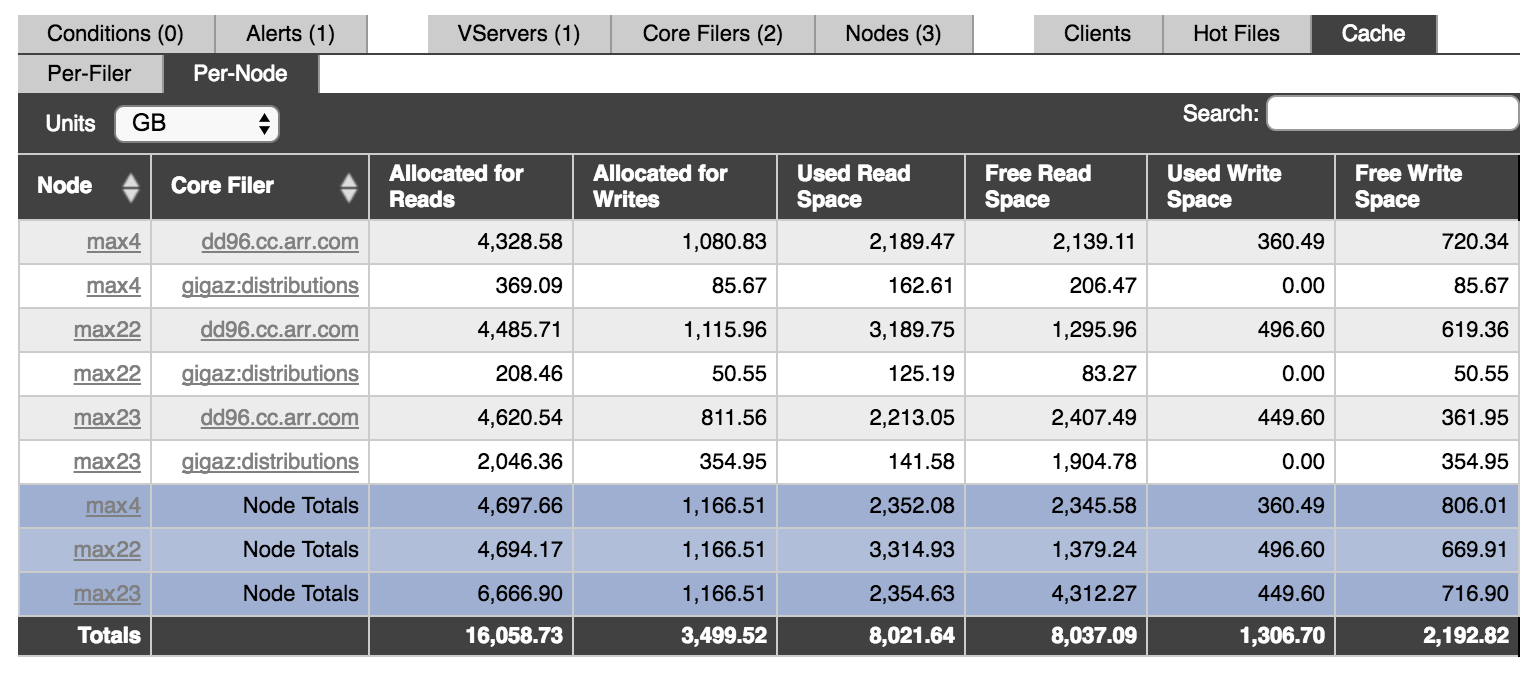 Conditions (0) Alerts (1) VServers (1) Core Filers (2) Nodes (3) Clients Hot Files Cache
Per-Filer Per-Node
Units GB Search:
Node Core Filer Allocated for Reads Allocated for Writes Used Read Space Free Read Space Used Write Space Free Write Space
max4 dd96.cc.arr.com 4,328.58 1,080.83 2,189.47 2,139.11 360.49 720.34
max4 gigaz:distributions 369.09 85.67 162.61 206.47 0.00 85.67
max22 dd96.cc.arr.com 4,485.71 1,115.96 3,189.75 1,295.96 496.60 619.36
max22 gigaz:distributions 208.46 50.55 125.19 83.27 0.00 50.55
max23 dd96.cc.arr.com 4,620.54 811.56 2,213.05 2,407.49 449.60 361.95
max23 gigaz:distributions 2,046.36 354.95 141.58 1,904.78 0.00 354.95
max4 Node Totals 4,697.66 1,166.51 2,352.08 2,345.58 360.49 806.01
max22 Node Totals 4,694.17 1,166.51 3,314.93 1,379.24 496.60 669.91
max23 Node Totals 6,666.90 1,166.51 2,354.63 4,312.27 449.60 716.90
Totals 16,058.73 3,499.52 8,021.64 8,037.09 1,306.70 2,192.82